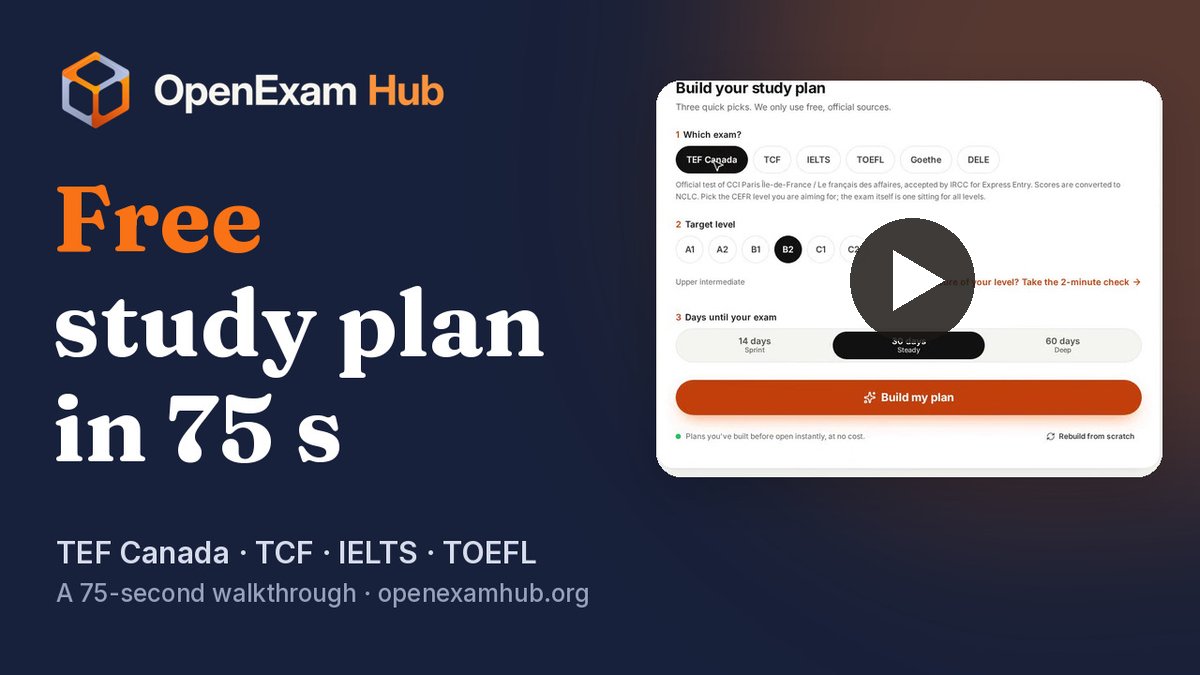 OpenExam Hub
Free
study plan
in 75 s
TEF Canada · TCF · IELTS · TOEFL
A 75-second walkthrough · openexamhub.org
Build your study plan
Three quick picks. We only use free, official sources.
1 Which exam?
TEF Canada TCF IELTS TOEFL Goethe DELE
Official test of CCI Paris Île-de-France / Le français des affaires, accepted by IRCC for Express Entry. Scores are converted to
NCLC. Pick the CEFR level you are aiming for; the exam itself is one sitting for all levels.
2 Target level
A1 A2 B1 B2 C1
Upper intermediate of your level? Take the 2-minute check →
3 Days until your exam
14 days 30 days 60 days
Sprint Steady Deep
Build my plan
Plans you've built before open instantly, at no cost. Rebuild from scratch